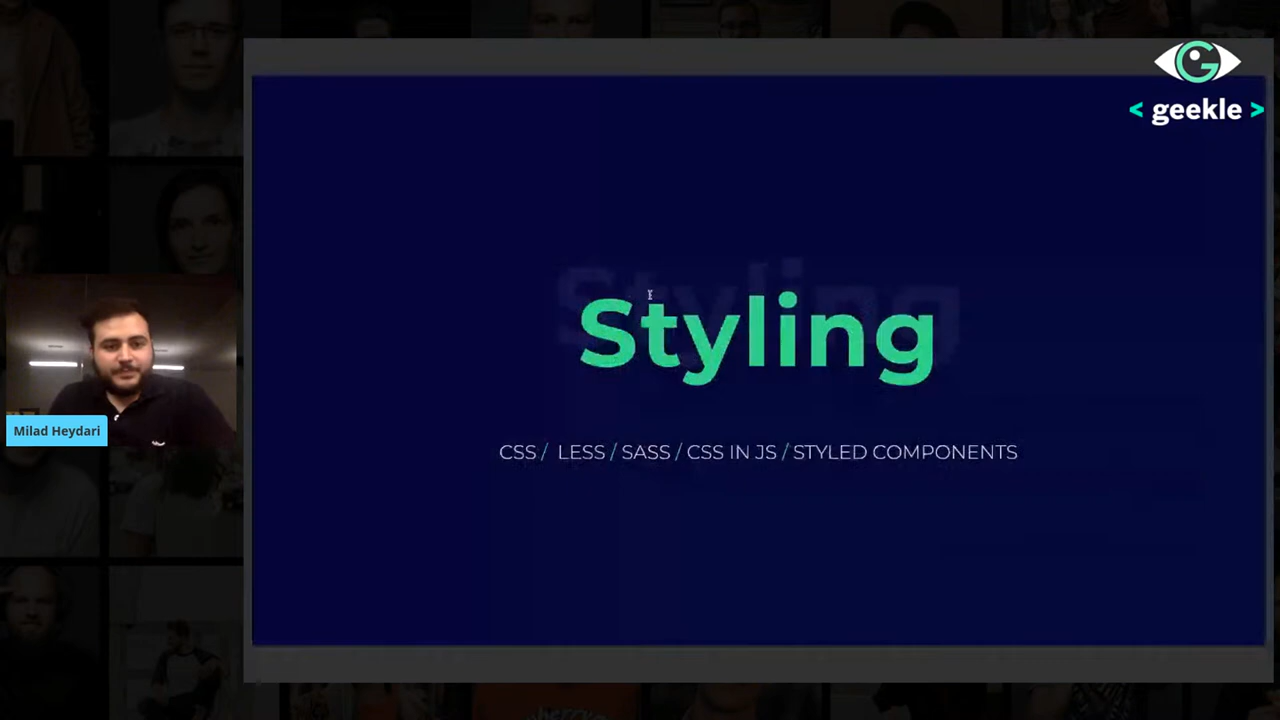 < geekle >
Styling
Milad Heydari
CSS / LESS / SASS / CSS IN JS / STYLED COMPONENTS